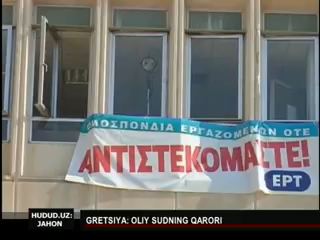 ΟΜΟΣΠΟΝΔΙΑ ΕΡΓΑΖΟΜΕΝΩΝ ΟΤΕ
ΑΝΤΙΣΤΕΚΟΜΑΣΤΕ!
ΕΡΤ
HUDUD.UZ:
JAHON
GRETSIYA: OLIY SUDNING QARORI